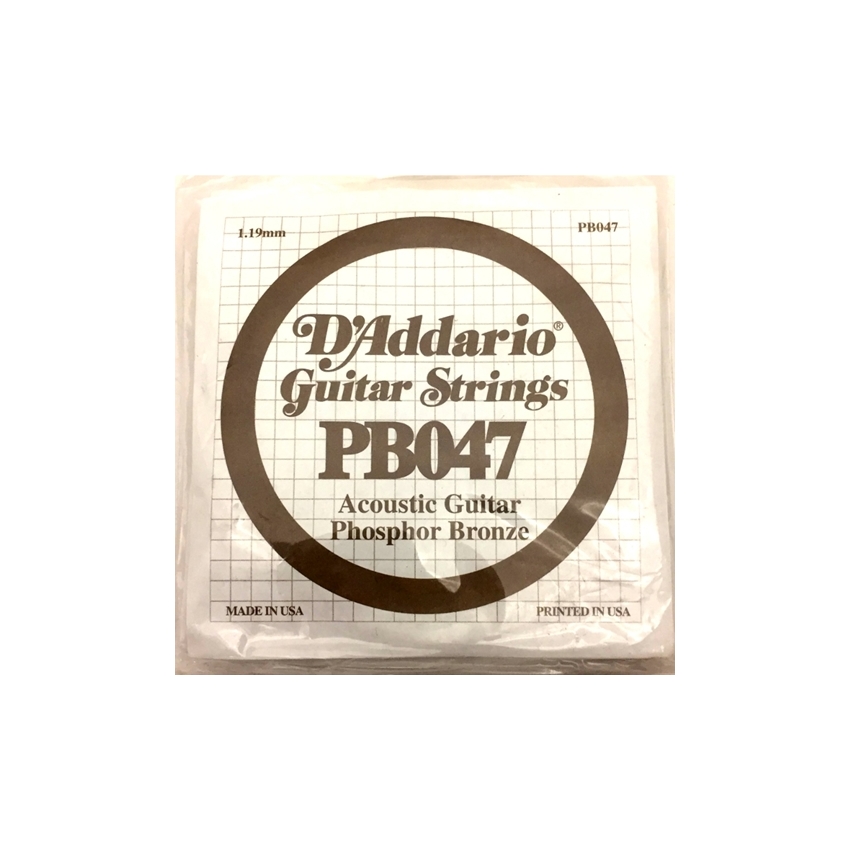 1.19mm
PB047
D'Addario®
Guitar Strings
PB047
Acoustic Guitar
Phosphor Bronze
MADE IN USA
PRINTED IN USA